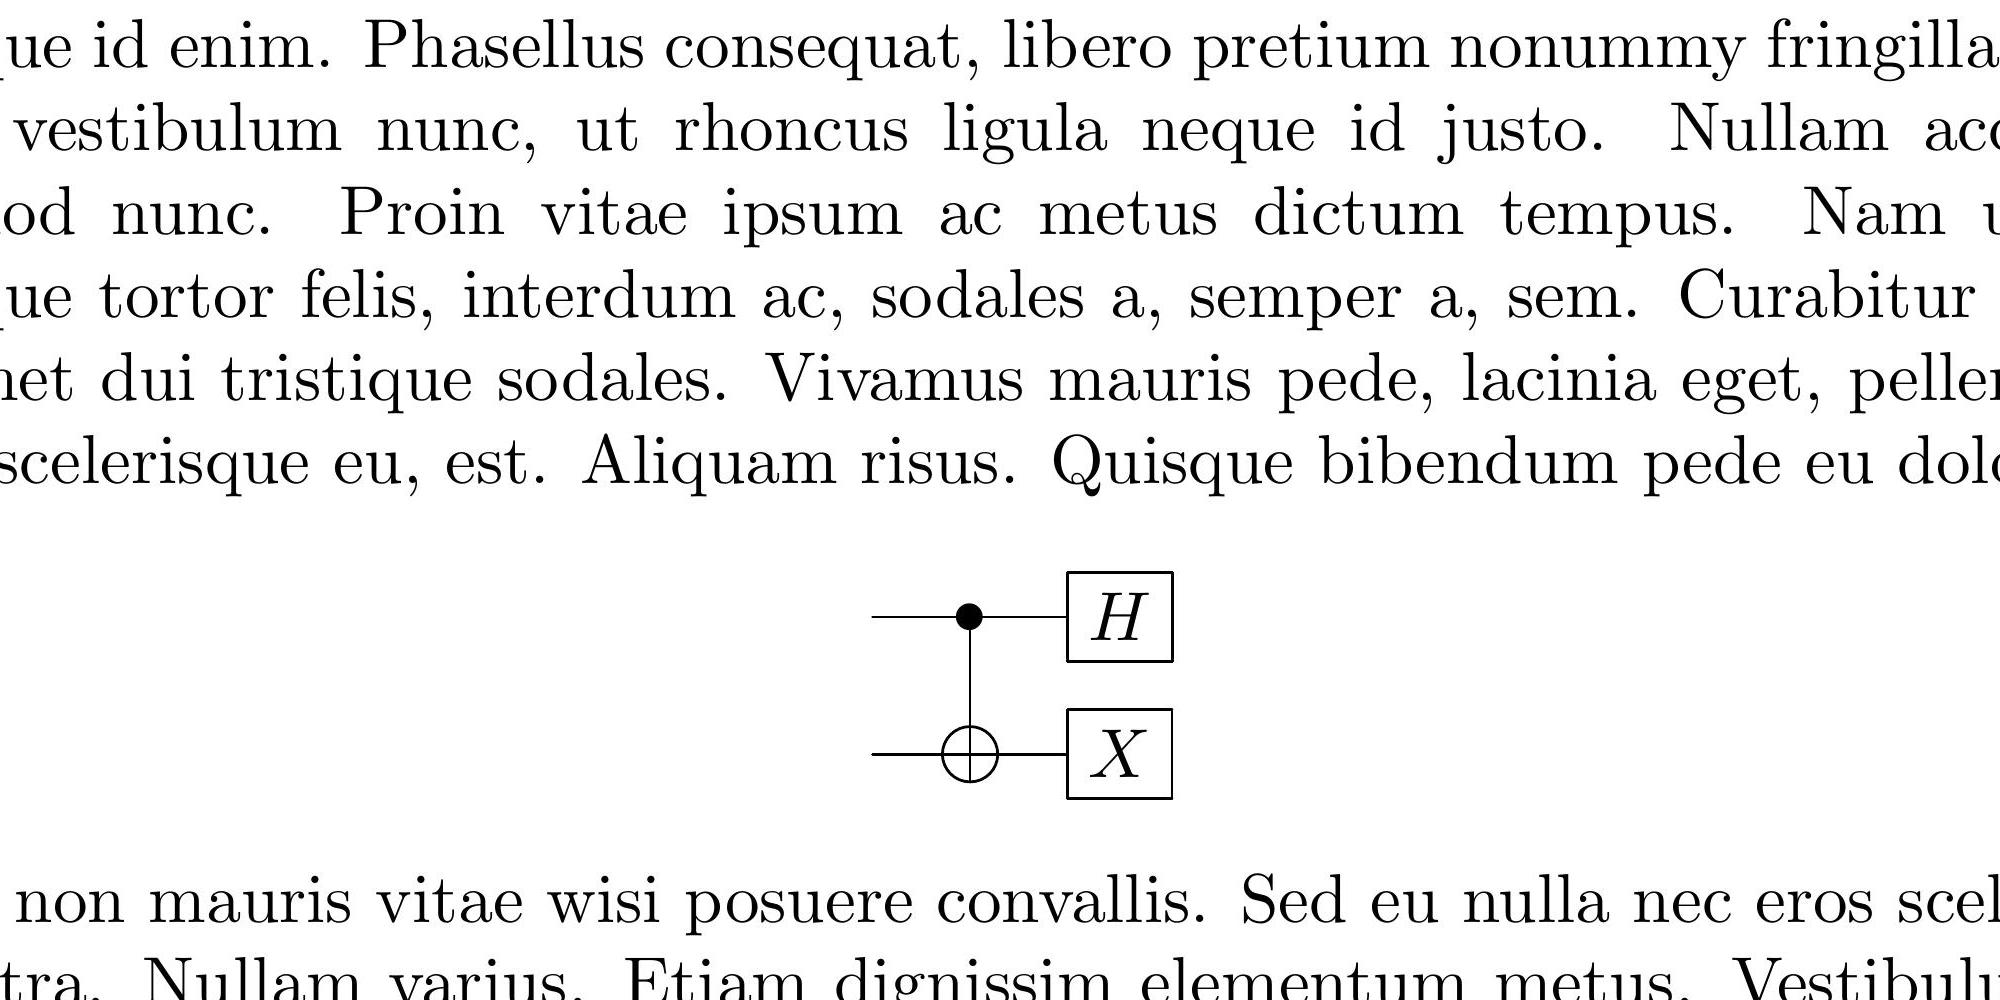 ue id enim. Phasellus consequat, libero pretium nonummy fringilla
vestibulum nunc, ut rhoncus ligula neque id justo. Nullam acc
od nunc. Proin vitae ipsum ac metus dictum tempus. Nam u
ue tortor felis, interdum ac, sodales a, semper a, sem. Curabitur
net dui tristique sodales. Vivamus mauris pede, lacinia eget, peller
scelerisque eu, est. Aliquam risus. Quisque bibendum pede eu dolo
H
X
non mauris vitae wisi posuere convallis. Sed eu nulla nec eros scel
tra. Nullam varius. Etiam dignissim elementum metus. Vestibulu